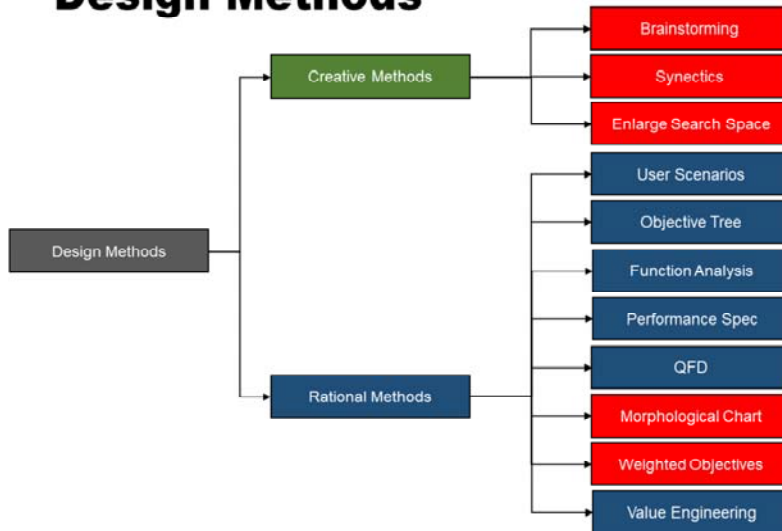 Design Methods
Brainstorming
Creative Methods
Synectics
Enlarge Search Space
User Scenarios
Objective Tree
Design Methods
Function Analysis
Performance Spec
QFD
Rational Methods
Morphological Chart
Weighted Objectives
Value Engineering